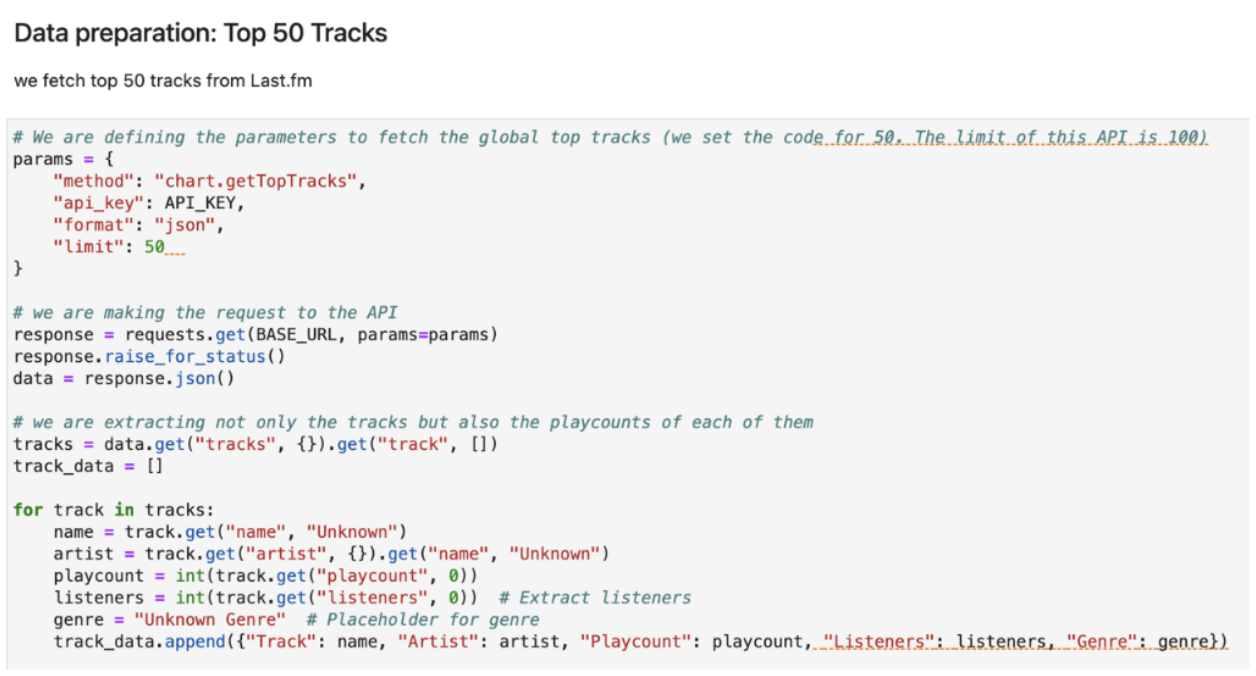 Data preparation: Top 50 Tracks
we fetch top 50 tracks from Last.fm
# We are defining the parameters to fetch the global top tracks (we set the code for 50. The limit of this API is 100)
params = {
    "method": "chart.getTopTracks",
    "api_key": API_KEY,
    "format": "json",
    "limit": 50
}
# we are making the request to the API
response = requests.get(BASE_URL, params=params)
response.raise_for_status()
data = response.json()
# we are extracting not only the tracks but also the playcounts of each of them
tracks = data.get("tracks", {}).get("track", [])
track_data = []
for track in tracks:
    name = track.get("name", "Unknown")
    artist = track.get("artist", {}).get("name", "Unknown")
    playcount = int(track.get("playcount", 0))
    listeners = int(track.get("listeners", 0))  # Extract listeners
    genre = "Unknown Genre"  # Placeholder for genre
    track_data.append({"Track": name, "Artist": artist, "Playcount": playcount, "Listeners": listeners, "Genre": genre})